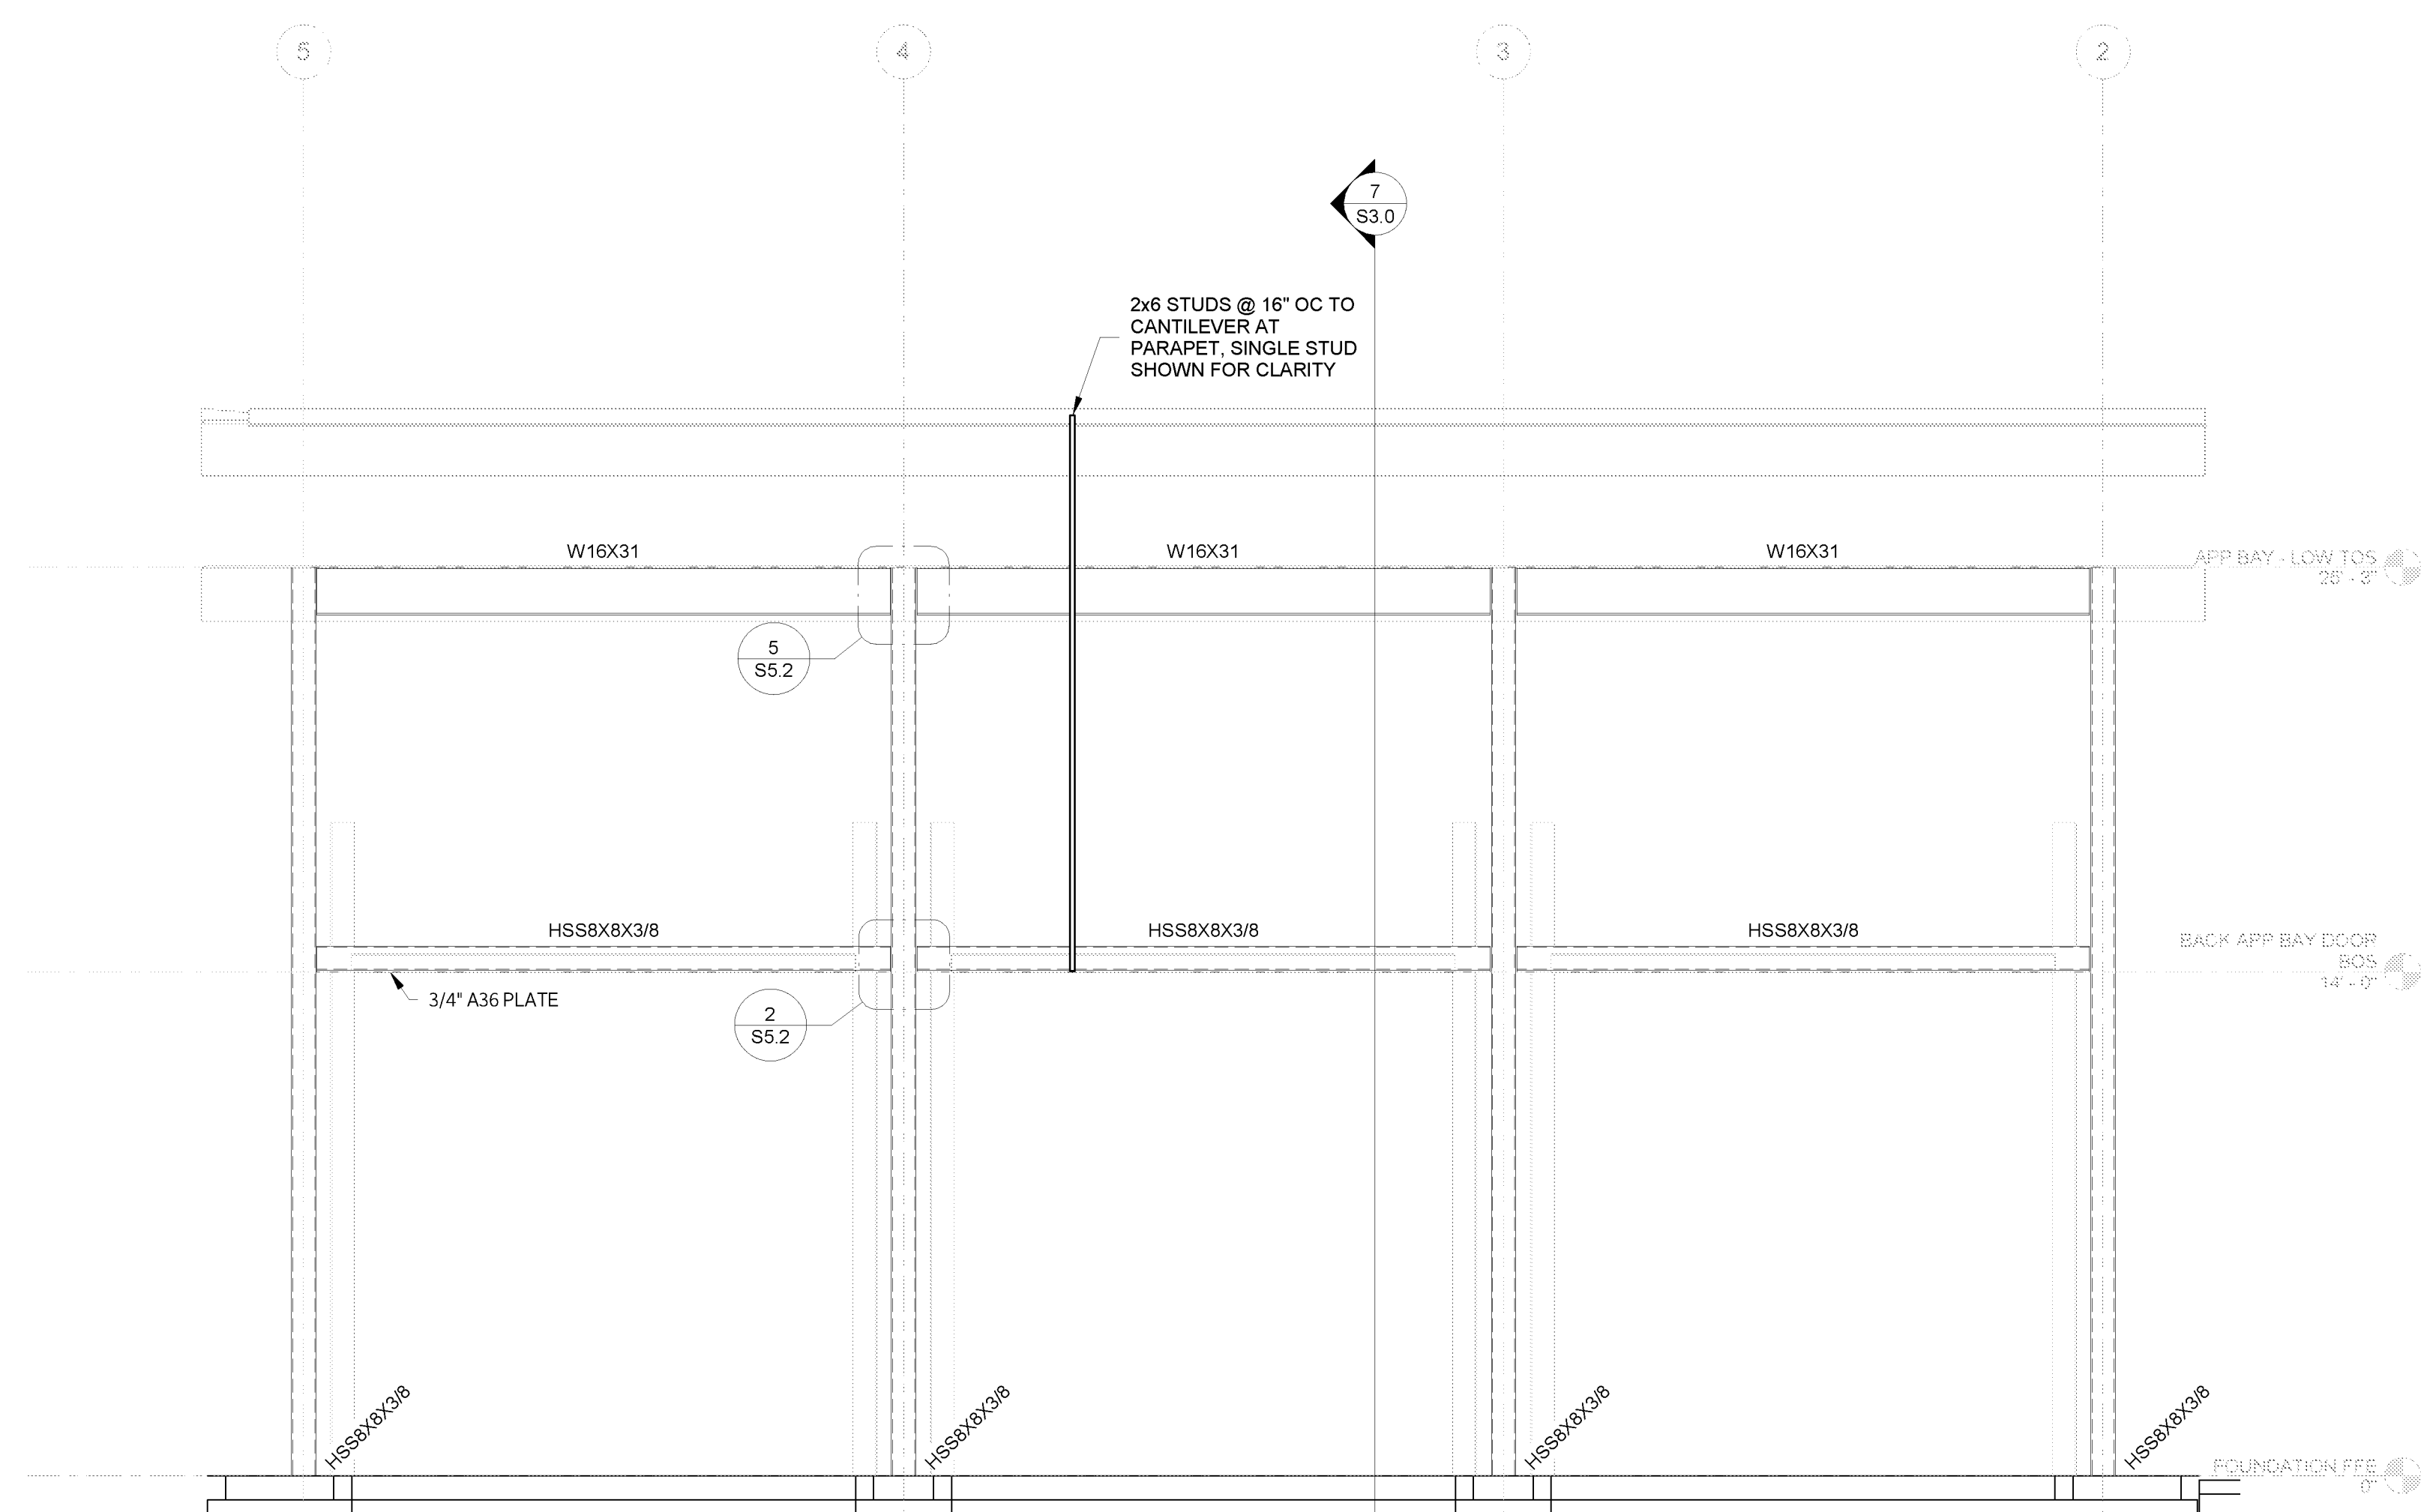 5
4
3
2
7
S3.0
2x6 STUDS @ 16" OC TO
CANTILEVER AT
PARAPET, SINGLE STUD
SHOWN FOR CLARITY
W16X31
W16X31
W16X31
APP BAY - LOW TOS
25' - 3"
5
S5.2
HSS8X8X3/8
HSS8X8X3/8
HSS8X8X3/8
BACK APP BAY DOOR
BOS
14' - 0"
3/4" A36 PLATE
2
S5.2
HSS8X8X3/8
HSS8X8X3/8
HSS8X8X3/8
HSS8X8X3/8
FOUNDATION FFE
0"